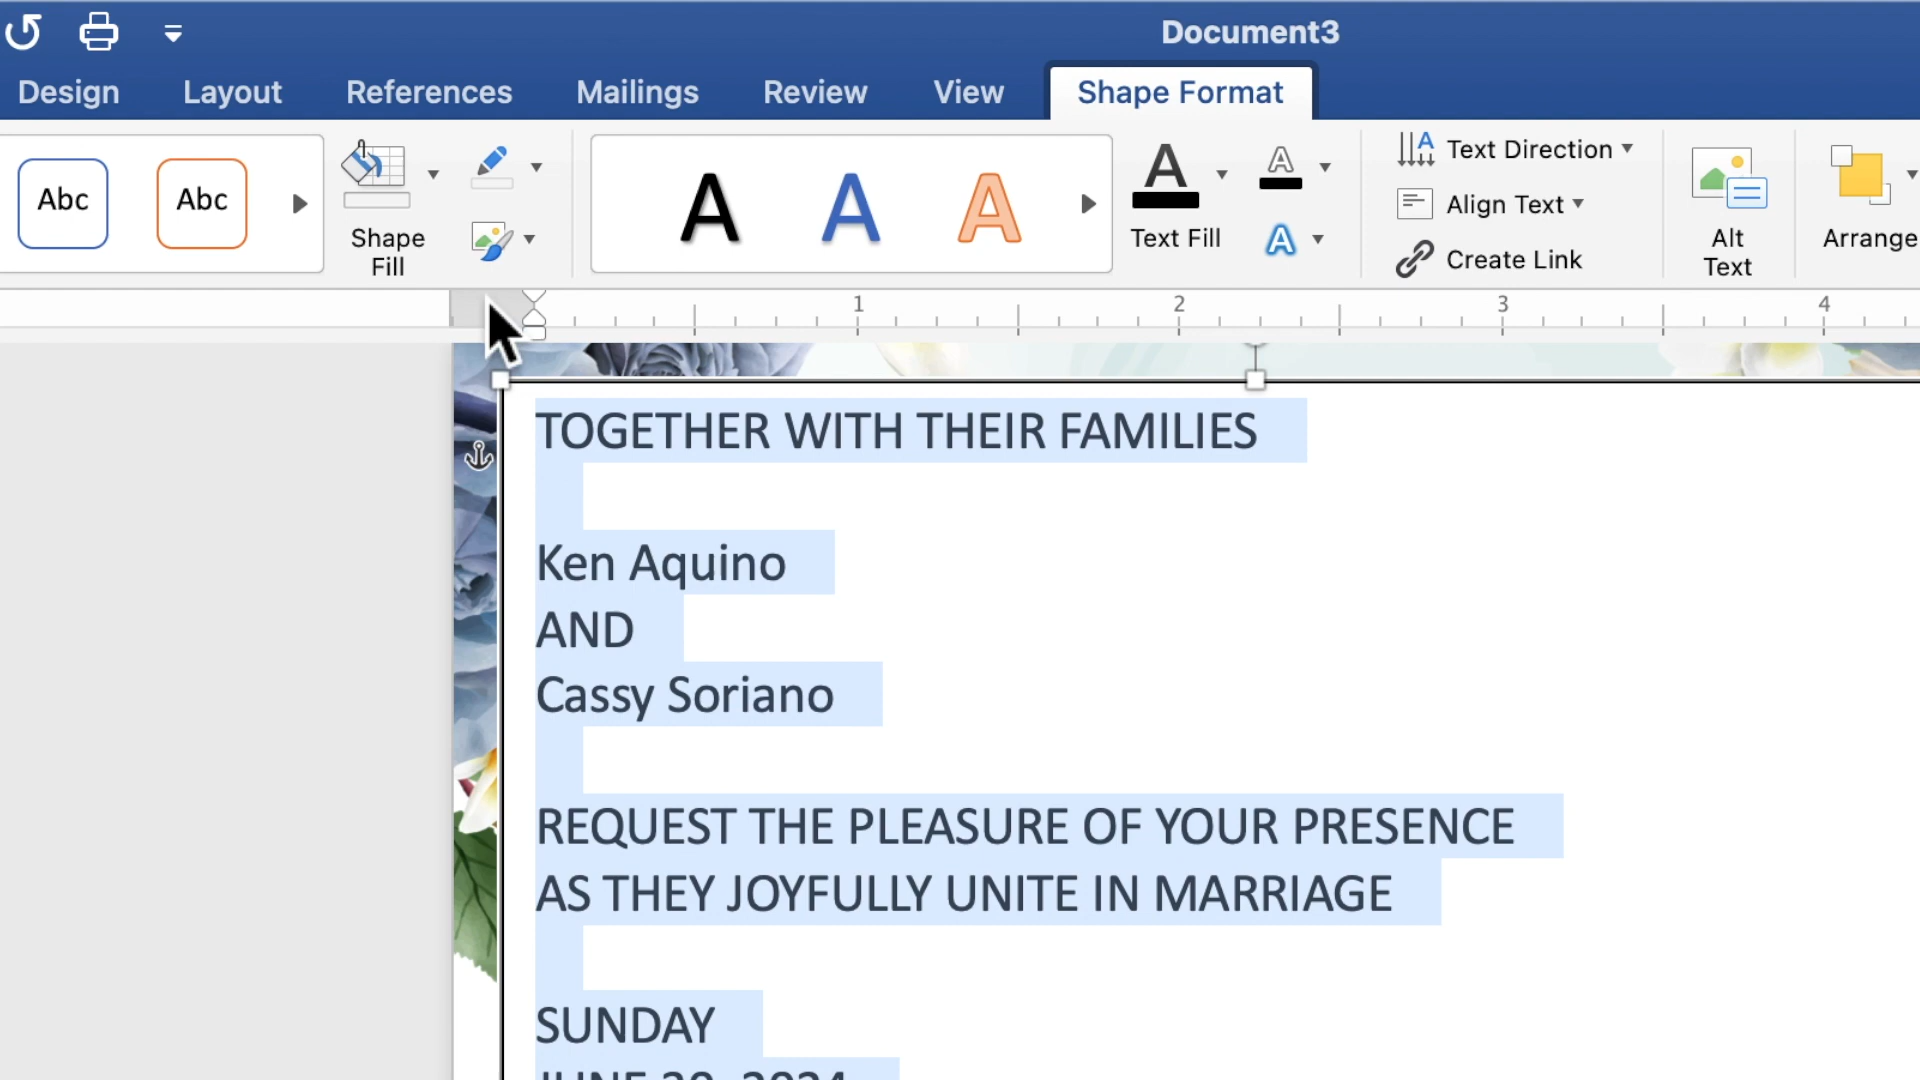 Document3
Design Layout References Mailings Review View Shape Format
Abc Abc
Shape
Fill
A A A
Text Fill
Text Direction
Align Text
Create Link
Alt
Text
Arrange
1 2 3 4
TOGETHER WITH THEIR FAMILIES
Ken Aquino
AND
Cassy Soriano
REQUEST THE PLEASURE OF YOUR PRESENCE
AS THEY JOYFULLY UNITE IN MARRIAGE
SUNDAY